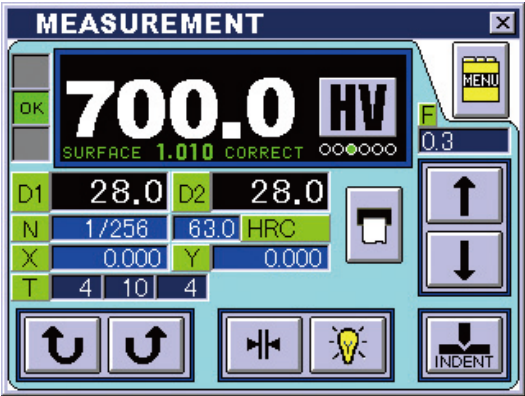 MEASUREMENT
MENU
OK
700.0 HV
SURFACE 1.010 CORRECT
F
0.3
D1 28.0 D2 28.0
N 1/256 63.0 HRC
X 0.000 Y 0.000
T 4 10 4
INDENT